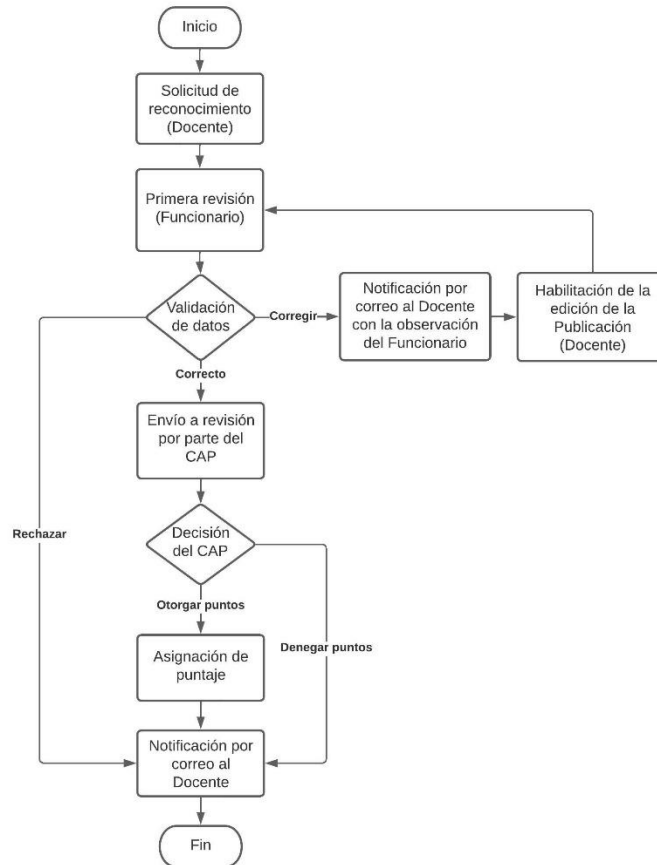 Inicio
Solicitud de
reconocimiento
(Docente)
Primera revisión
(Funcionario)
Validación
de datos
Corregir
Notificación por
correo al Docente
con la observación
del Funcionario
Habilitación de la
edición de la
Publicación
(Docente)
Correcto
Envío a revisión
por parte del
CAP
Rechazar
Decisión
del CAP
Otorgar puntos
Denegar puntos
Asignación de
puntaje
Notificación por
correo al
Docente
Fin